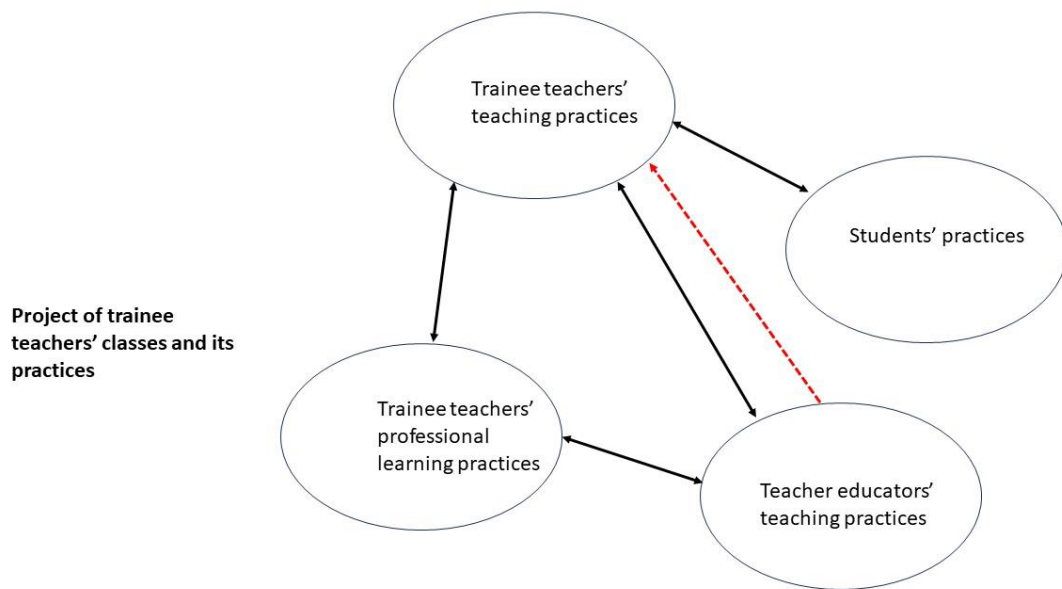 Trainee teachers’
teaching practices
Students’ practices
Project of trainee
teachers’ classes and its
practices
Trainee teachers’
professional
learning practices
Teacher educators’
teaching practices